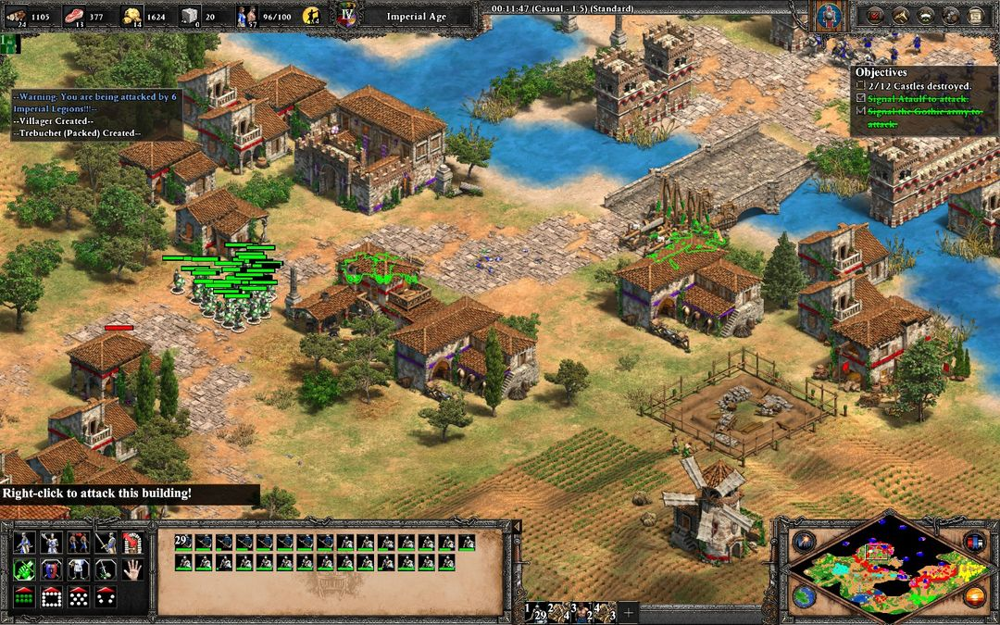 1105
24
377
13
1624
14
20
0
96/100
57
IV
Imperial Age
00:11:47 (Casual - 1.5) (Standard)
--Warning: You are being attacked by 6
Imperial Legions!!!--
--Villager Created--
--Trebuchet (Packed) Created--
Objectives
2/12 Castles destroyed.
Signal Ataulf to attack.
Signal the Gothic army to
attack.
Right-click to attack this building!
29
1 29 2 4 3 2 4 3 +